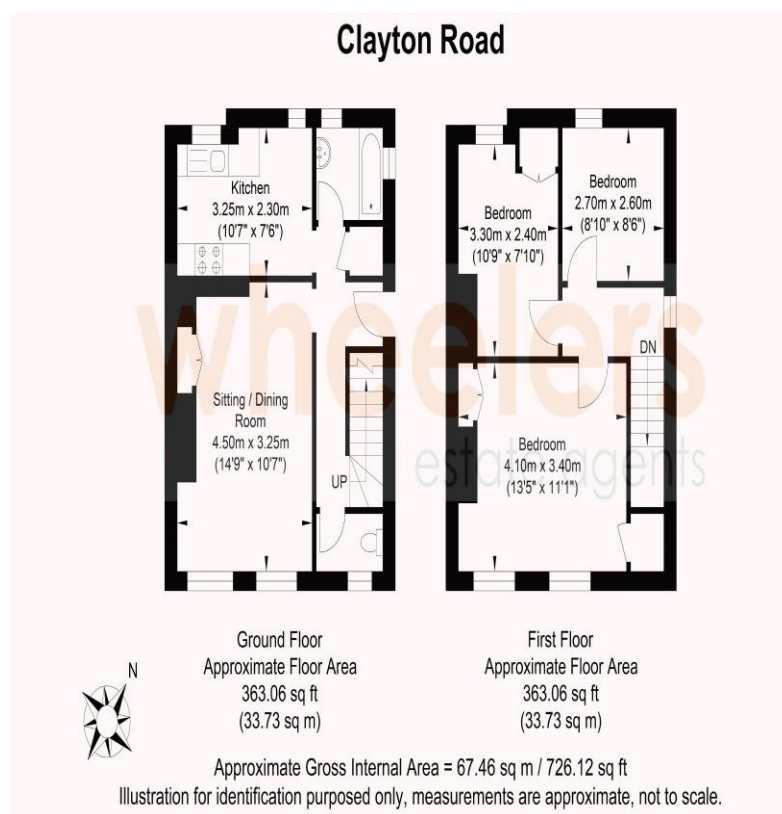 Clayton Road
Kitchen
3.25m x 2.30m
(10'7" x 7'6")
Sitting / Dining
Room
4.50m x 3.25m
(14'9" x 10'7")
UP
Bedroom
3.30m x 2.40m
(10'9" x 7'10")
Bedroom
2.70m x 2.60m
(8'10" x 8'6")
DN
Bedroom
4.10m x 3.40m
(13'5" x 11'1")
wheelers
estate agents
Ground Floor
Approximate Floor Area
363.06 sq ft
(33.73 sq m)
First Floor
Approximate Floor Area
363.06 sq ft
(33.73 sq m)
N
Approximate Gross Internal Area = 67.46 sq m / 726.12 sq ft
Illustration for identification purposed only, measurements are approximate, not to scale.